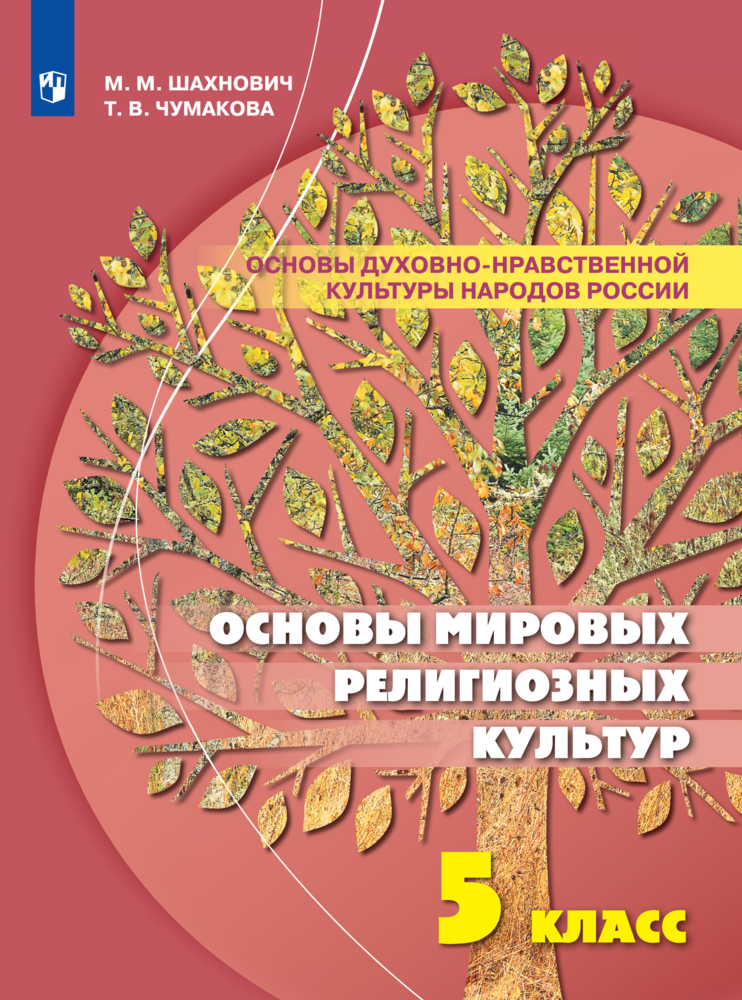 М. М. ШАХНОВИЧ
Т. В. ЧУМАКОВА
ОСНОВЫ ДУХОВНО-НРАВСТВЕННОЙ
КУЛЬТУРЫ НАРОДОВ РОССИИ
ОСНОВЫ МИРОВЫХ
РЕЛИГИОЗНЫХ
КУЛЬТУР
5 КЛАСС